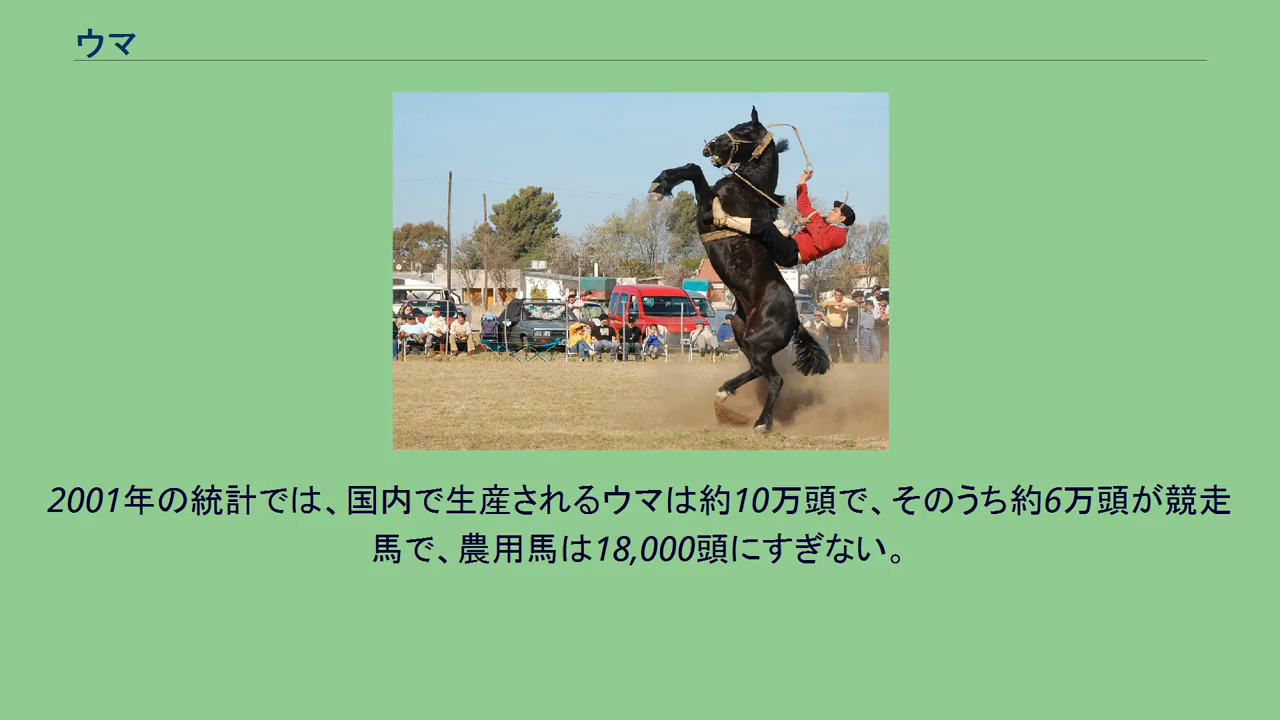 ウマ
2001年の統計では、国内で生産されるウマは約10万頭で、そのうち約6万頭が競走
馬で、農用馬は18,000頭にすぎない。